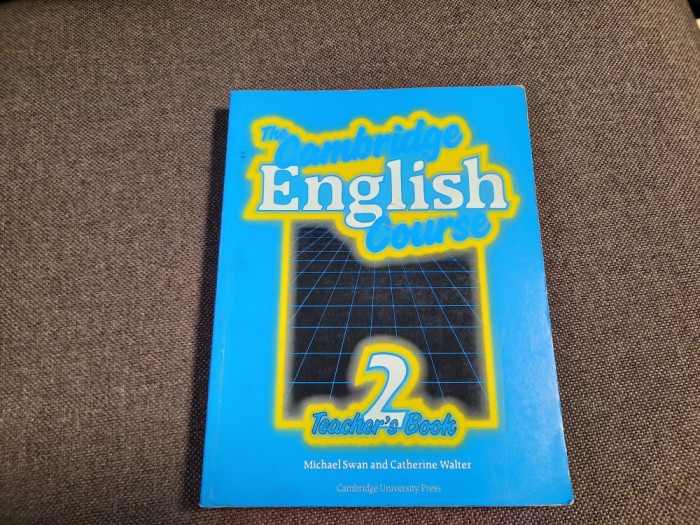 The
Cambridge
English
Course
2
Teacher's Book
Michael Swan and Catherine Walter
Cambridge University Press